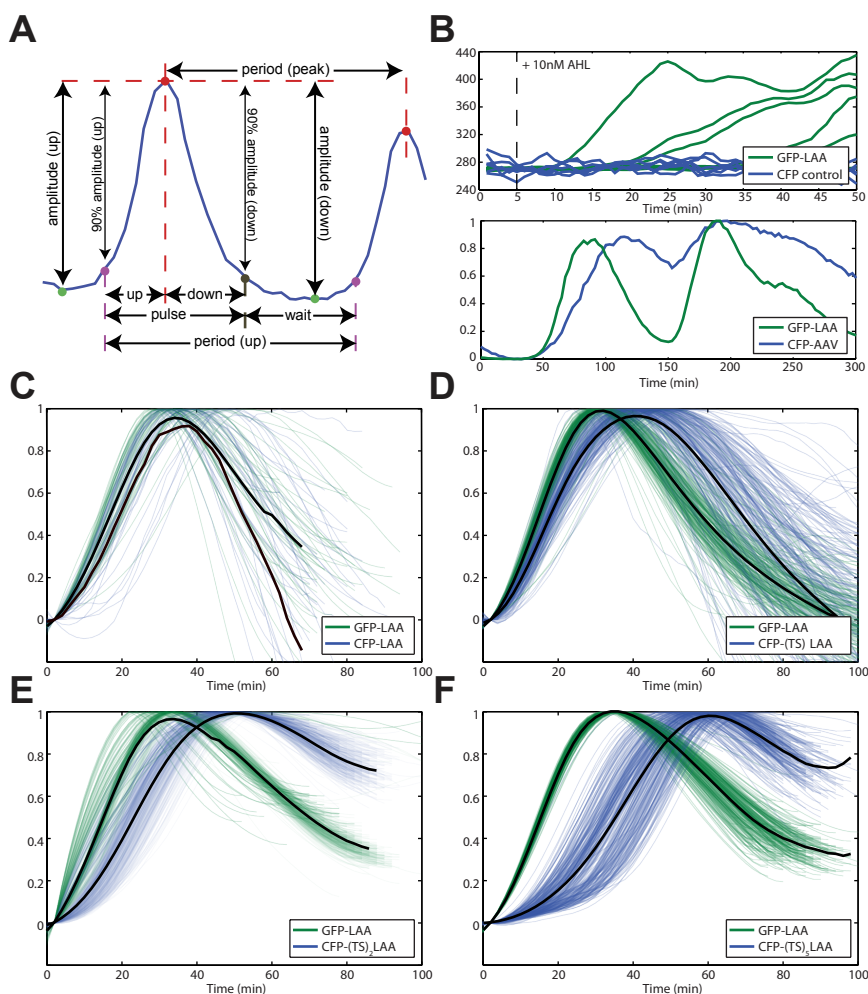 A
period (peak)
amplitude (up)
90% amplitude (up)
90% amplitude (down)
amplitude (down)
up
down
pulse
wait
period (up)
B
440
400
360
320
280
240
+ 10nM AHL
GFP-LAA
CFP control
0 5 10 15 20 25 30 35 40 45 50
Time (min)
1
0.8
0.6
0.4
0.2
0
GFP-LAA
CFP-AAV
0 50 100 150 200 250 300
Time (min)
C
1
0.8
0.6
0.4
0.2
0
GFP-LAA
CFP-LAA
0 20 40 60 80 100
Time (min)
D
1
0.8
0.6
0.4
0.2
0
GFP-LAA
CFP-(TS) LAA
0 20 40 60 80 100
Time (min)
E
1
0.8
0.6
0.4
0.2
0
GFP-LAA
CFP-(TS)₂LAA
0 20 40 60 80 100
Time (min)
F
1
0.8
0.6
0.4
0.2
0
GFP-LAA
CFP-(TS)₅LAA
0 20 40 60 80 100
Time (min)